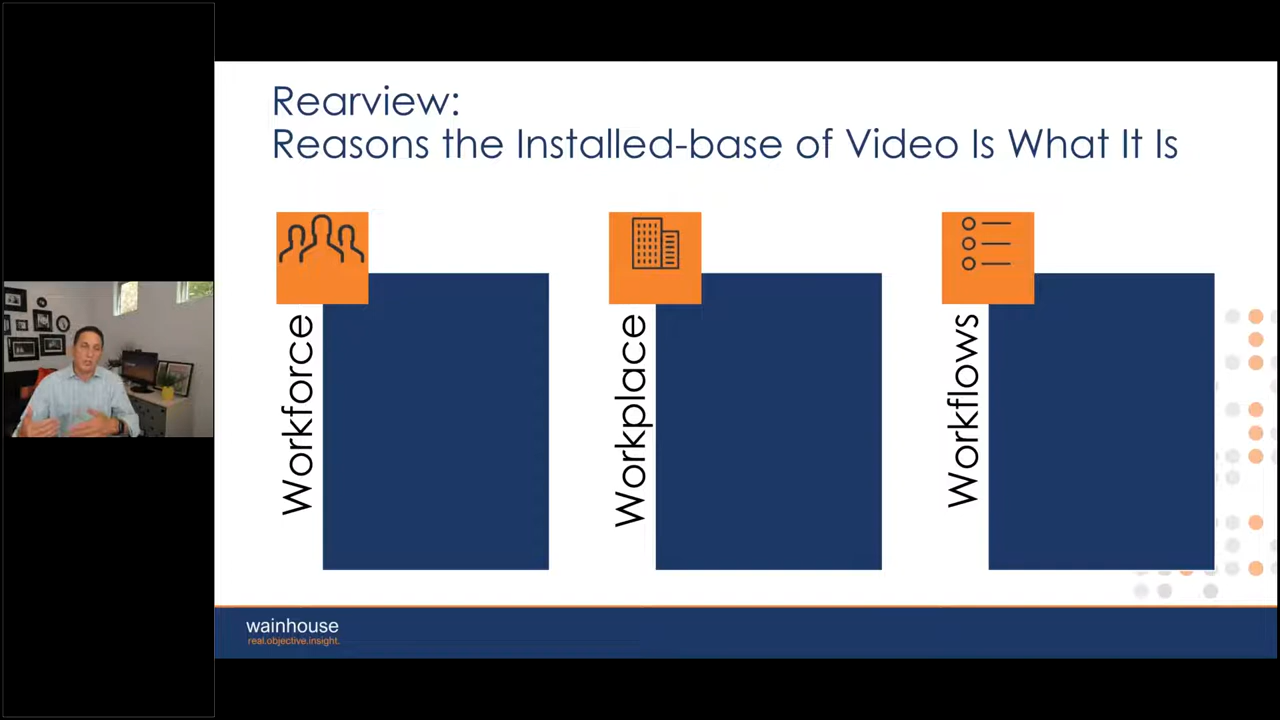 Rearview:
Reasons the Installed-base of Video Is What It Is
Workforce
Workplace
Workflows
wainhouse
real.objective.insight.